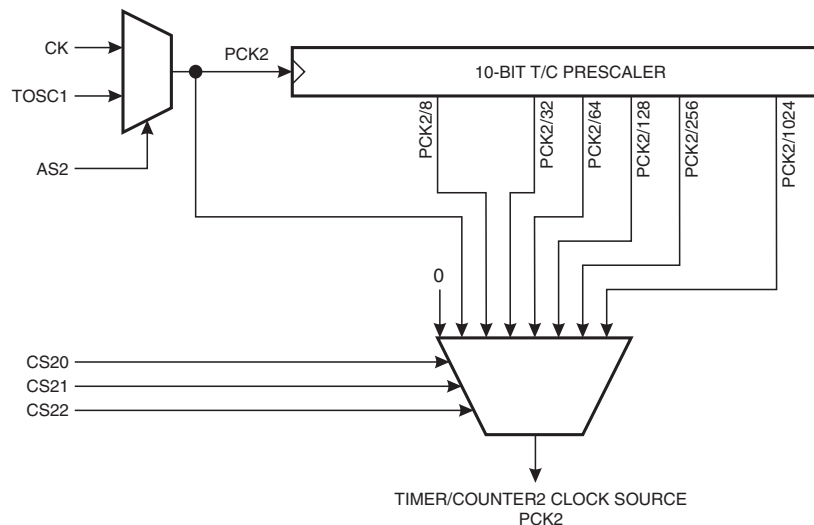 CK
PCK2
10-BIT T/C PRESCALER
TOSC1
AS2
PCK2/8
PCK2/32
PCK2/64
PCK2/128
PCK2/256
PCK2/1024
0
CS20
CS21
CS22
TIMER/COUNTER2 CLOCK SOURCE
PCK2